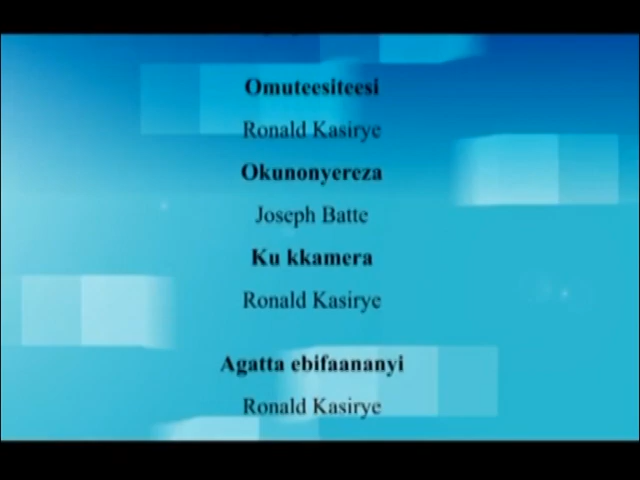 Omuteesiteesi
Ronald Kasirye
Okunonyereza
Joseph Batte
Ku kkamera
Ronald Kasirye
Agatta ebifaananyi
Ronald Kasirye